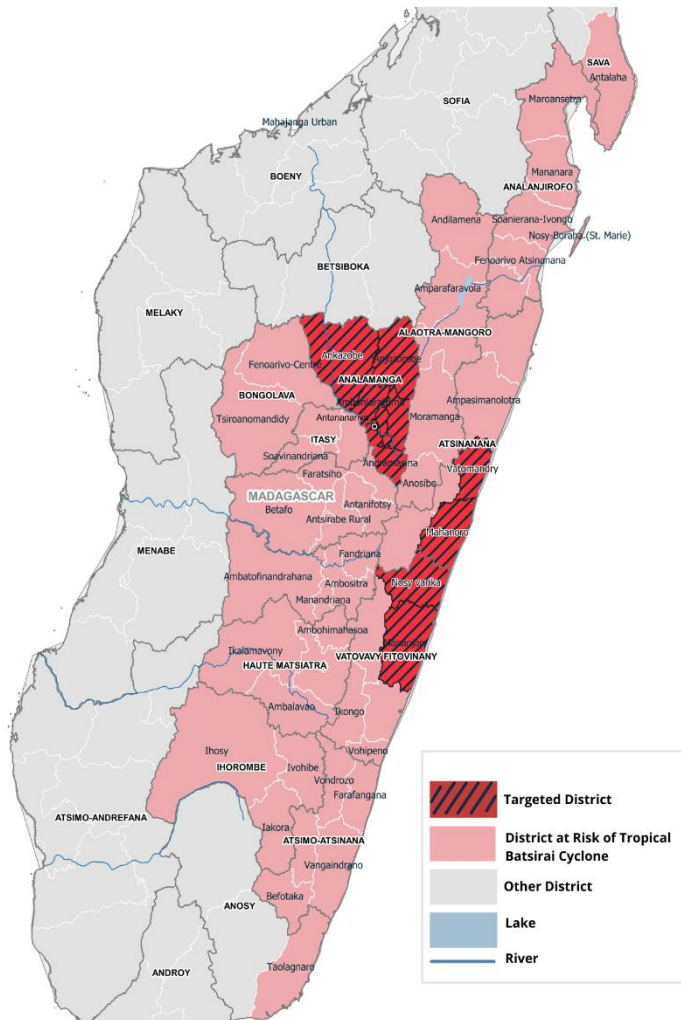 SAVA
Antalaha
SOFIA
Maroansetra
Mahajanga Urban
BOENY
Mananara
ANALANJIROFO
Andilamena
Soanierana-Ivongo
Nosy-Boraha (St. Marie)
BETSIBOKA
Fenoarivo Atsinanana
Amparafaravola
MELAKY
ALAOTRA-MANGORO
Ankazobe
Anjozorobe
Fenoarivo-Centre
ANALAMANGA
BONGOLAVA
Ampasimanolotra
Tsiroanomandidy
Moramanga
ITASY
ATSINANANA
Soavinandriana
Andramasina
Vatomandry
Faratsiho
Anosibe
MADAGASCAR
Betafo
Antanifotsy
Antsirabe Rural
Mahanoro
MENABE
Fandriana
Ambatofinandrahana
Ambositra
Nosy varika
Manandriana
Ambohimahasoa
Ikalamavony
VATOVAVY FITOVINANY
HAUTE MATSIATRA
Ambalavao
Ikongo
Ihosy
Vohipeno
IHOROMBE
Ivohibe
Vondrozo
Farafangana
ATSIMO-ANDREFANA
Iakora
ATSIMO-ATSINANA
Vangaindrano
Befotaka
ANOSY
Taolagnaro
ANDROY
Targeted District
District at Risk of Tropical
Batsirai Cyclone
Other District
Lake
River